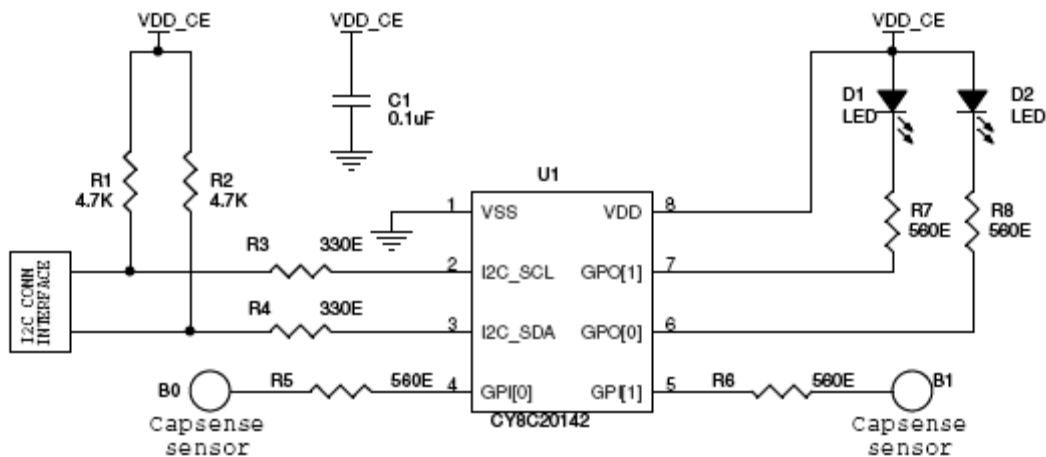 VDD_CE
VDD_CE
VDD_CE
C1
0.1uF
D1
LED
D2
LED
R1
4.7K
R2
4.7K
U1
1
VSS
VDD
8
R7
560E
R8
560E
R3
330E
2
I2C_SCL
GPO[1]
7
I2C CONN
INTERFACE
R4
330E
3
I2C_SDA
GPO[0]
6
B0
R5
560E
4
GPI[0]
GPI[1]
5
R6
560E
B1
CY8C20142
Capsense
sensor
Capsense
sensor